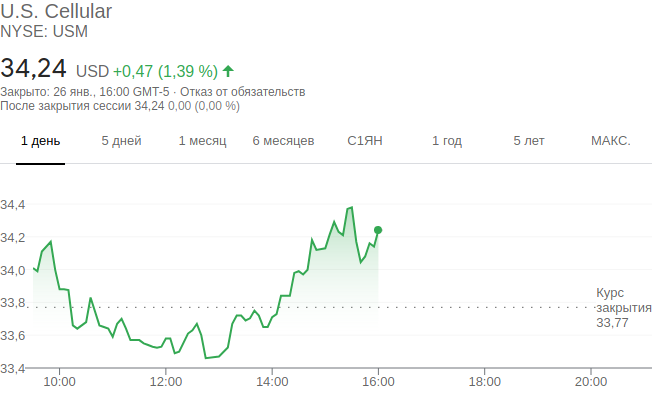 U.S. Cellular
NYSE: USM
34,24 USD +0,47 (1,39 %)
Закрыто: 26 янв., 16:00 GMT-5 · Отказ от обязательств
После закрытия сессии 34,24 0,00 (0,00 %)
1 день 5 дней 1 месяц 6 месяцев С1ЯН 1 год 5 лет МАКС.
34,4
34,2
34,0
33,8
33,6
33,4
Курс
закрытия
33,77
10:00 12:00 14:00 16:00 18:00 20:00